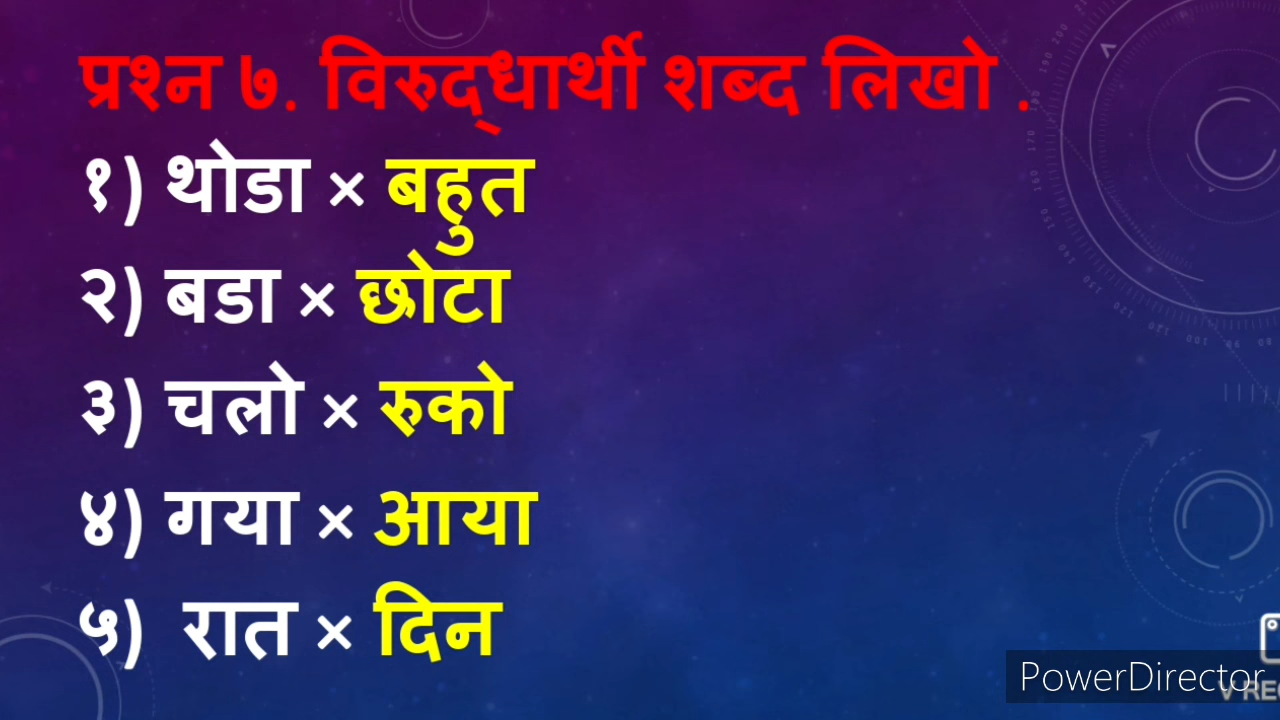 प्रश्न ७. विरुद्धार्थी शब्द लिखो .
१) थोडा × बहुत
२) बडा × छोटा
३) चलो × रुको
४) गया × आया
५) रात × दिन
PowerDirector